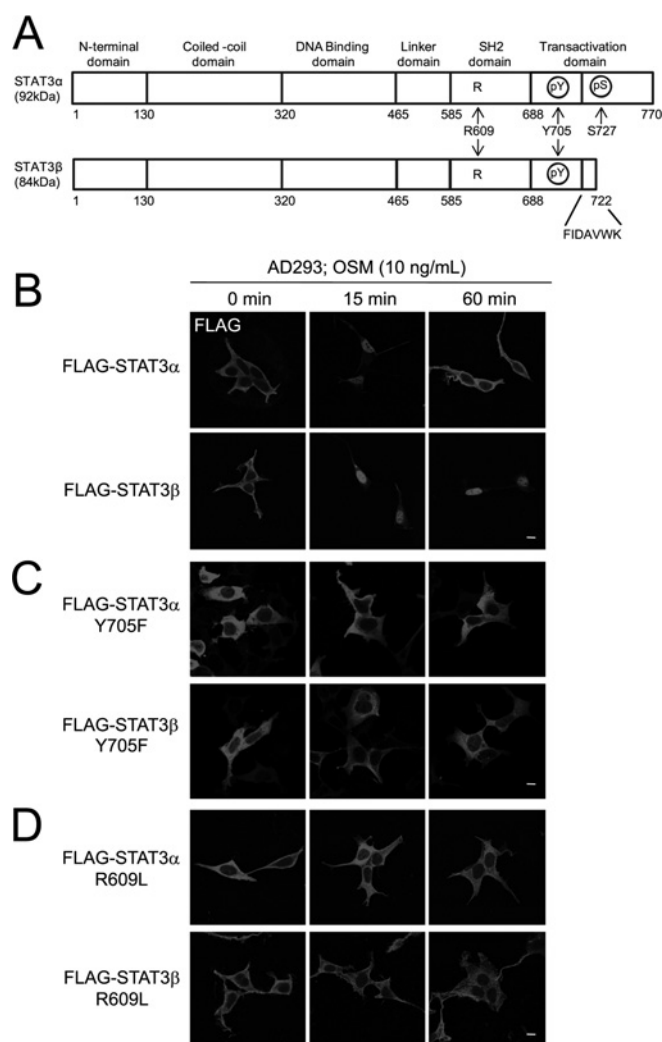 A
N-terminal domain
Coiled -coil domain
DNA Binding domain
Linker domain
SH2 domain
Transactivation domain
STAT3α (92kDa)
R pY pS
1 130 320 465 585 688 770
R609 Y705 S727
STAT3β (84kDa)
R pY
1 130 320 465 585 688 722
FIDAVWK
B
AD293; OSM (10 ng/mL)
0 min 15 min 60 min
FLAG
FLAG-STAT3α
FLAG-STAT3β
C
FLAG-STAT3α
Y705F
FLAG-STAT3β
Y705F
D
FLAG-STAT3α
R609L
FLAG-STAT3β
R609L